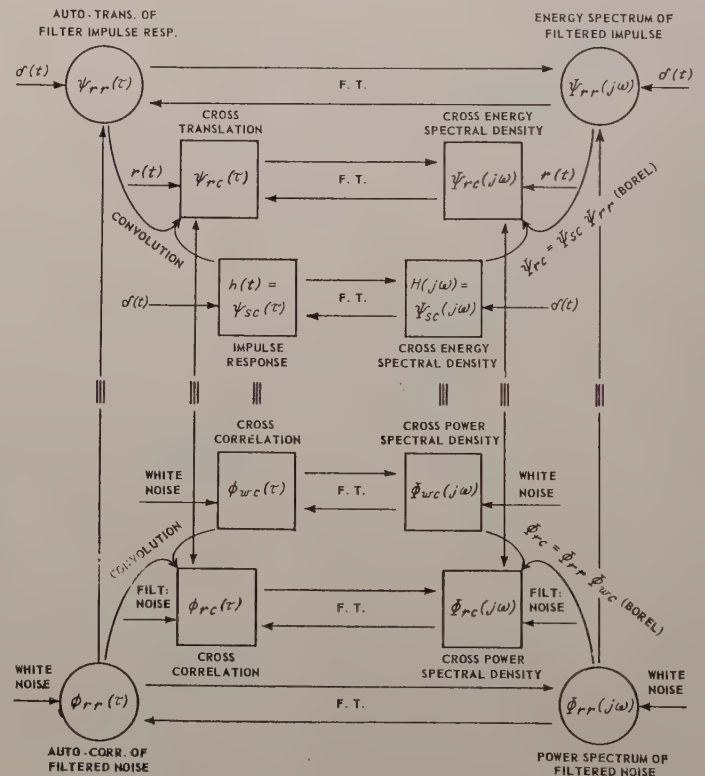 AUTO - TRANS. OF
FILTER IMPULSE RESP.
ENERGY SPECTRUM OF
FILTERED IMPULSE
δ(t)
ψrr(τ)
F. T.
Ψrr(jω)
δ(t)
CROSS
TRANSLATION
CROSS ENERGY
SPECTRAL DENSITY
r(t)
ψrc(τ)
F. T.
Ψrc(jω)
r(t)
CONVOLUTION
Ψrc = Ψsc Ψrr (BOREL)
h(t) =
ψsc(τ)
H(jω) =
Ψsc(jω)
δ(t)
F. T.
δ(t)
IMPULSE
RESPONSE
CROSS ENERGY
SPECTRAL DENSITY
CROSS
CORRELATION
CROSS POWER
SPECTRAL DENSITY
WHITE
NOISE
ϕwc(τ)
F. T.
Φwc(jω)
WHITE
NOISE
CONVOLUTION
Φrc = Φrr Φwc (BOREL)
FILT:
NOISE
ϕrc(τ)
F. T.
Φrc(jω)
FILT:
NOISE
CROSS
CORRELATION
CROSS POWER
SPECTRAL DENSITY
WHITE
NOISE
ϕrr(τ)
F. T.
Φrr(jω)
WHITE
NOISE
AUTO - CORR. OF
FILTERED NOISE
POWER SPECTRUM OF
FILTERED NOISE